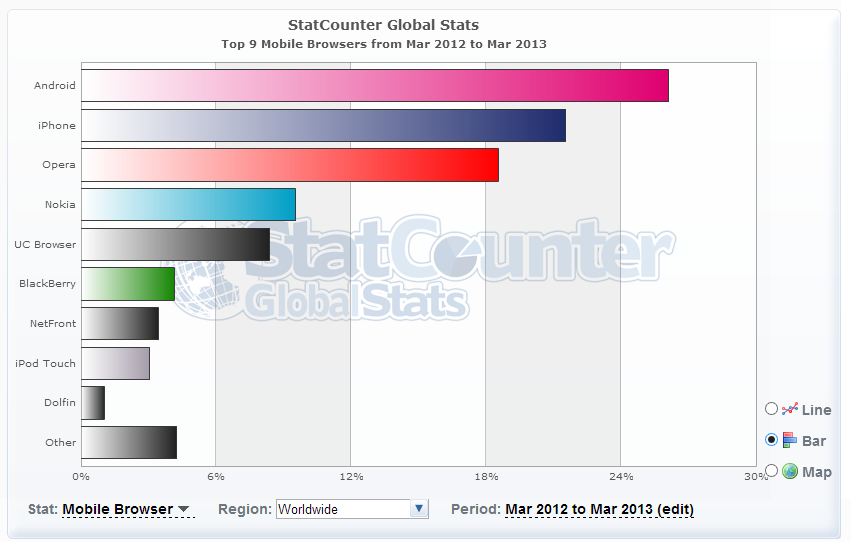 StatCounter Global Stats
Top 9 Mobile Browsers from Mar 2012 to Mar 2013
Android
iPhone
Opera
Nokia
UC Browser
BlackBerry
NetFront
iPod Touch
Dolfin
Other
StatCounter
GlobalStats
0% 6% 12% 18% 24% 30%
Line
Bar
Map
Stat: Mobile Browser Region: Worldwide Period: Mar 2012 to Mar 2013 (edit)